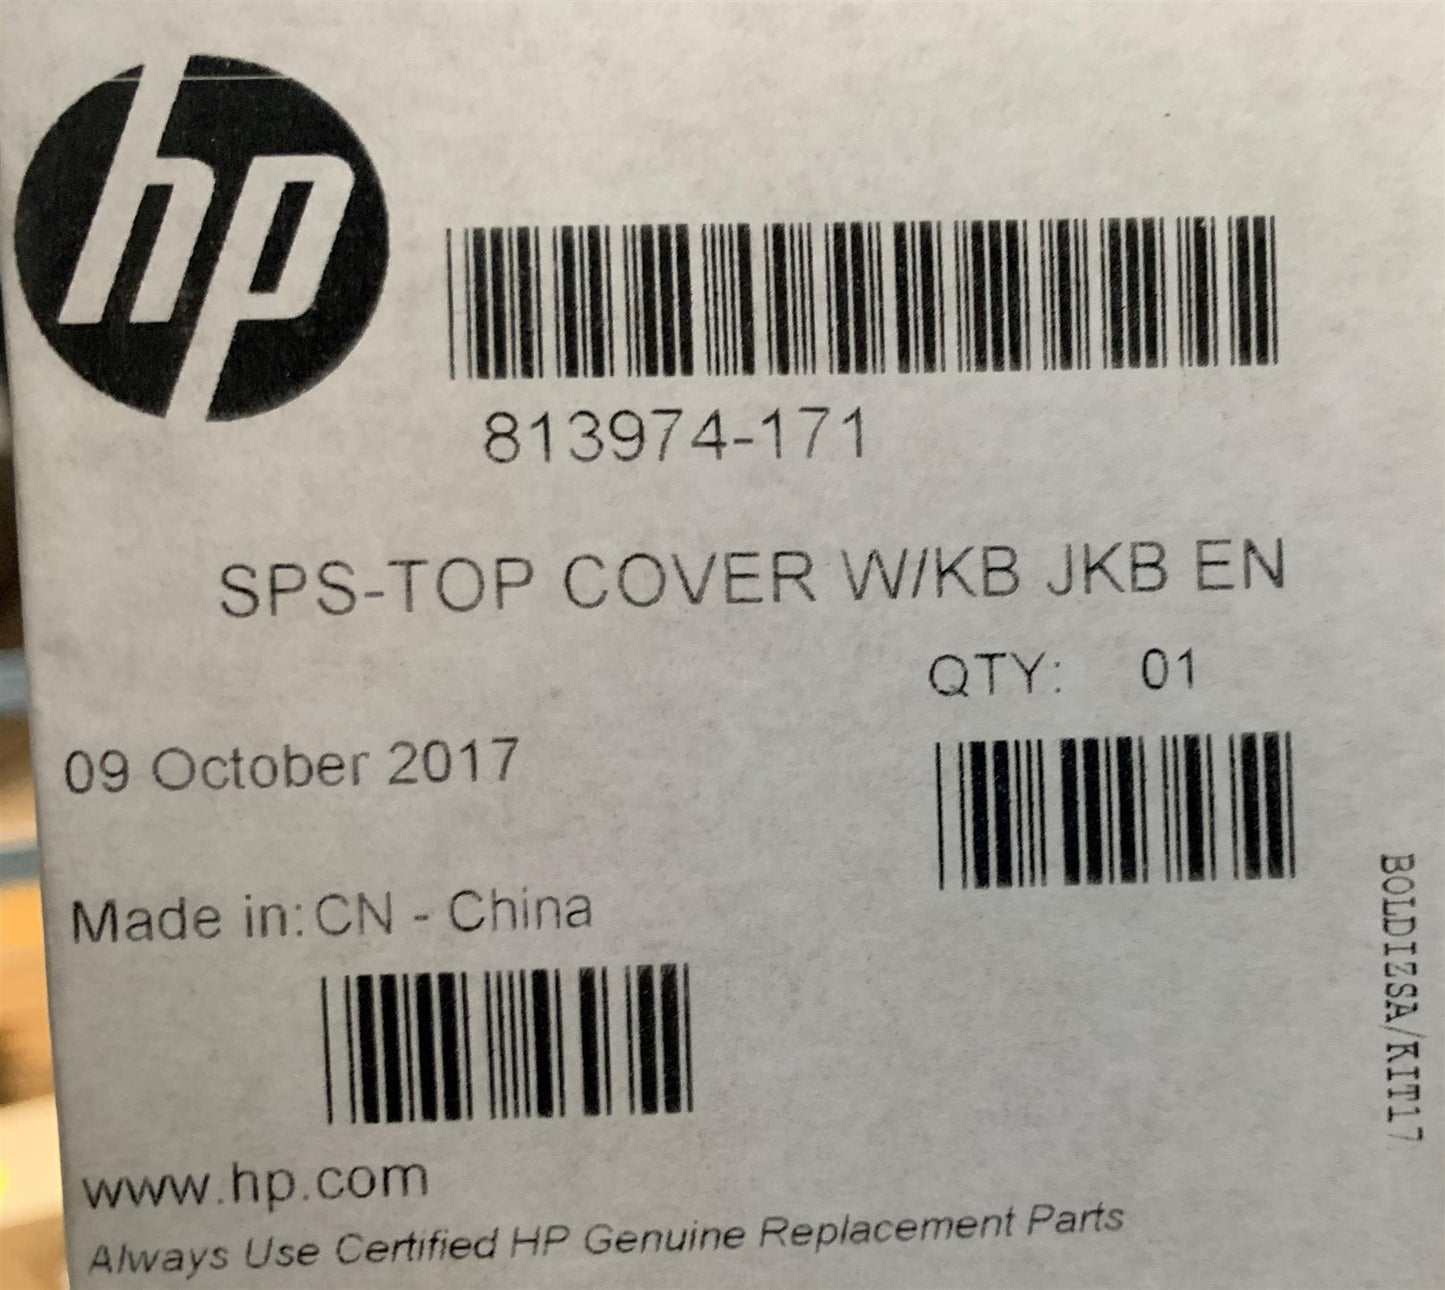 hp
813974-171
SPS-TOP COVER W/KB JKB EN
QTY: 01
09 October 2017
Made in: CN - China
www.hp.com
Always Use Certified HP Genuine Replacement Parts
BOLDIZSA/KIT17